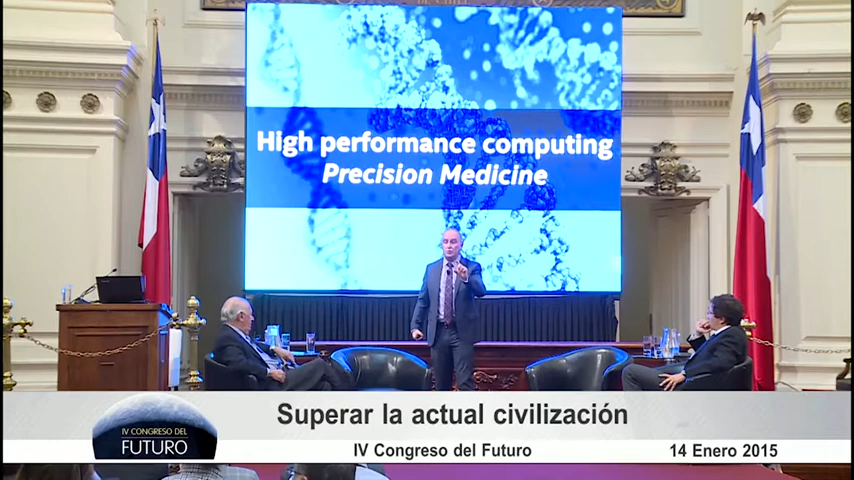 High performance computing
Precision Medicine
Superar la actual civilización
IV CONGRESO DEL
FUTURO
IV Congreso del Futuro
14 Enero 2015